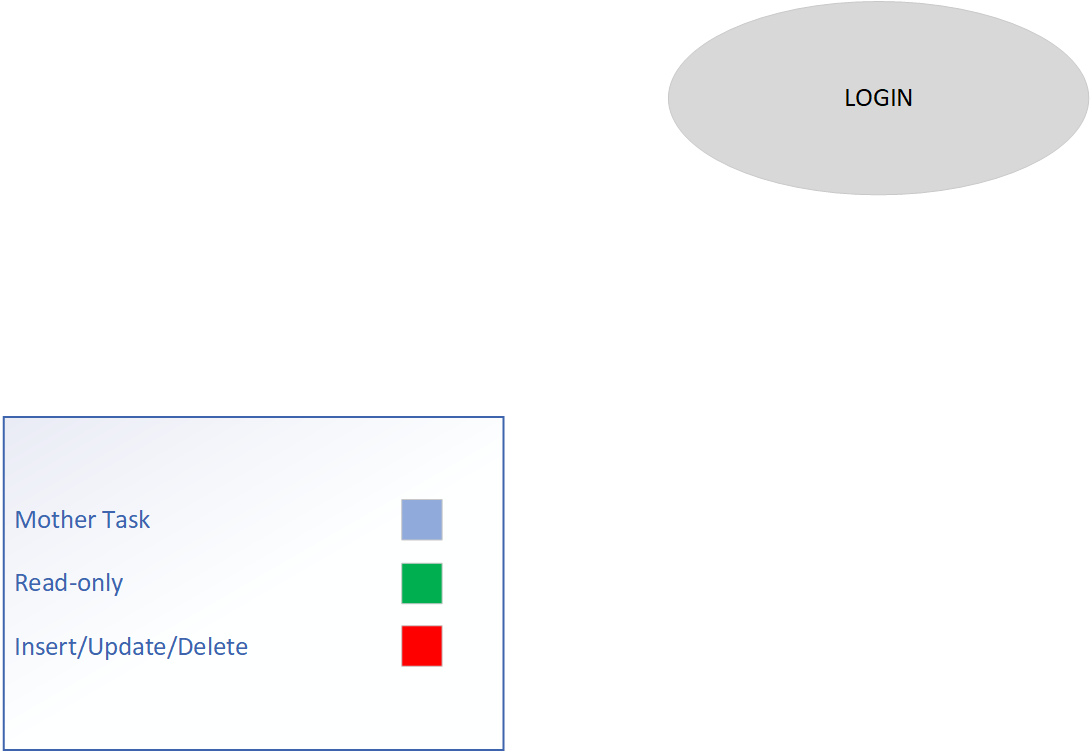 LOGIN
Mother Task
Read-only
Insert/Update/Delete